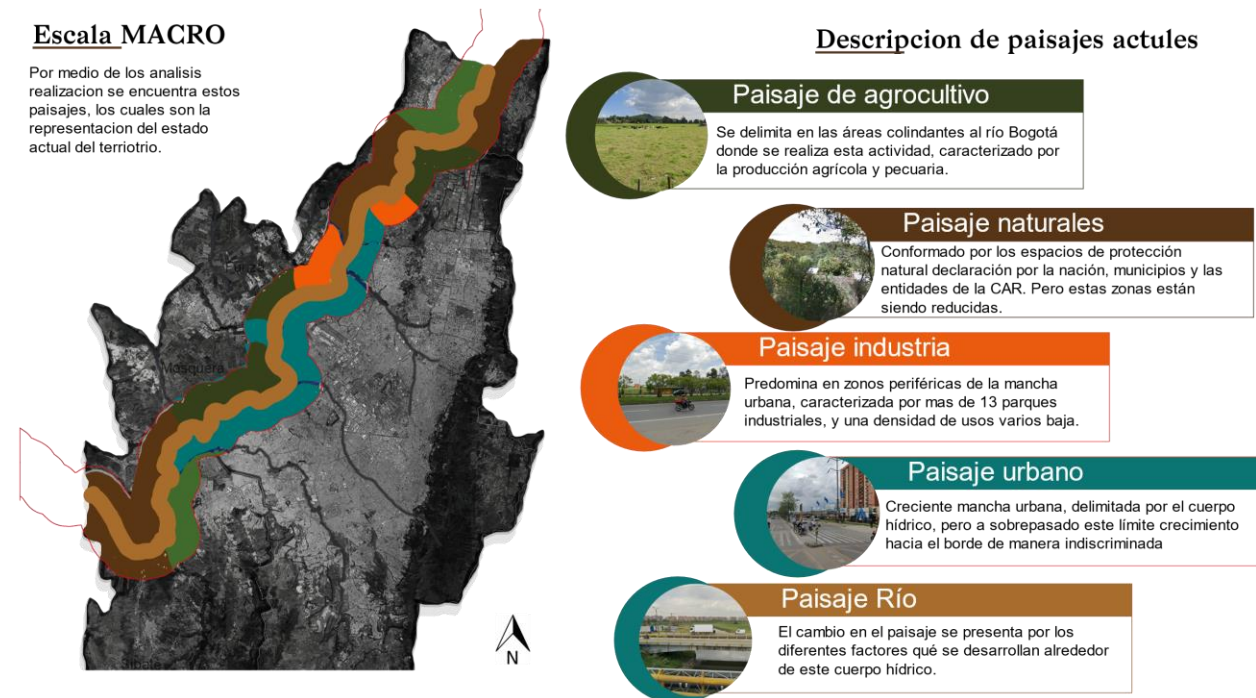 Escala MACRO
Por medio de los analisis
realizacion se encuentra estos
paisajes, los cuales son la
representacion del estado
actual del terriotrio.
Mosquera
N
Descripcion de paisajes actules
Paisaje de agrocultivo
Se delimita en las áreas colindantes al río Bogotá
donde se realiza esta actividad, caracterizado por
la producción agrícola y pecuaria.
Paisaje naturales
Conformado por los espacios de protección
natural declaración por la nación, municipios y las
entidades de la CAR. Pero estas zonas están
siendo reducidas.
Paisaje industria
Predomina en zonos periféricas de la mancha
urbana, caracterizada por mas de 13 parques
industriales, y una densidad de usos varios baja.
Paisaje urbano
Creciente mancha urbana, delimitada por el cuerpo
hídrico, pero a sobrepasado este límite crecimiento
hacia el borde de manera indiscriminada
Paisaje Río
El cambio en el paisaje se presenta por los
diferentes factores qué se desarrollan alrededor
de este cuerpo hídrico.